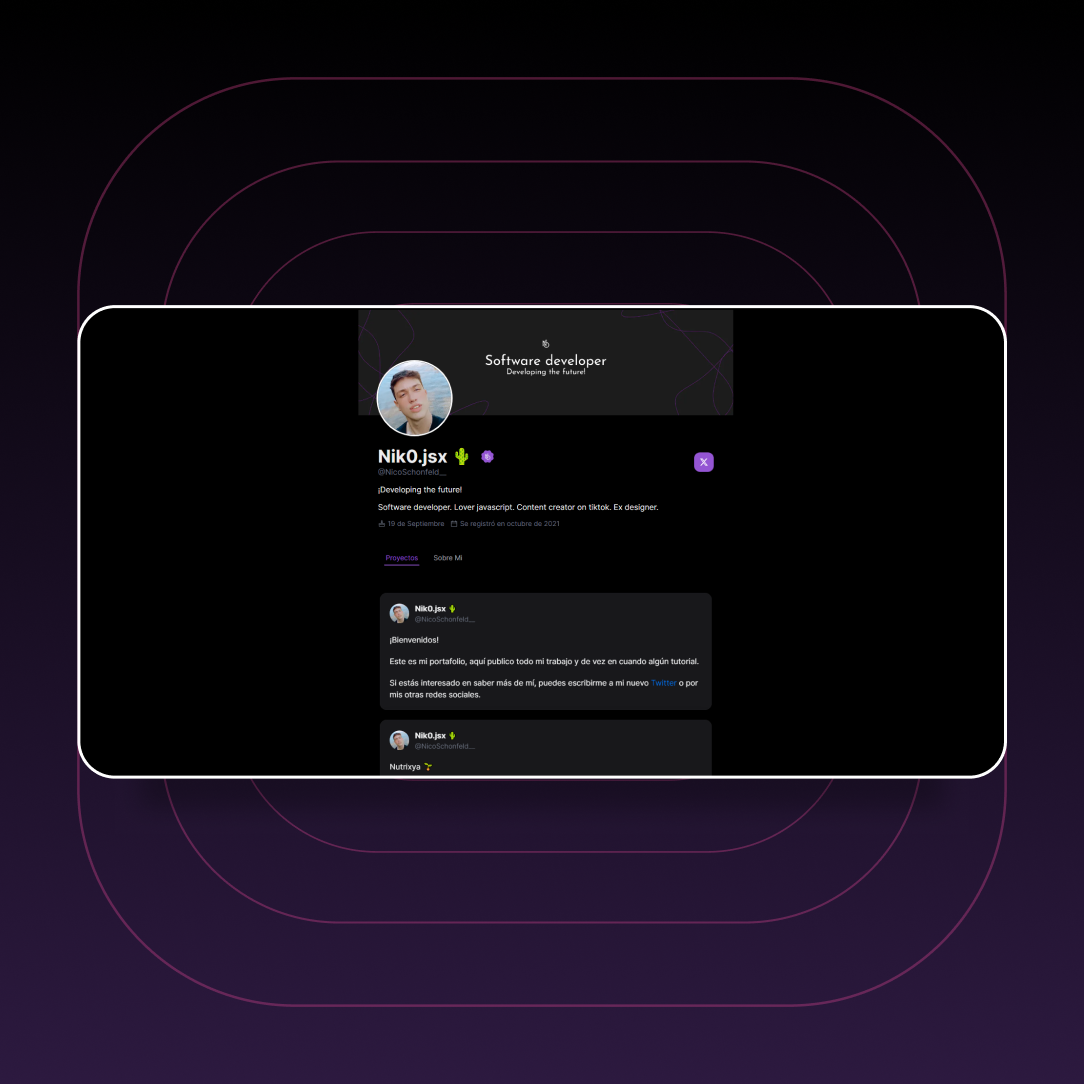 Software developer
Developing the future!
Nik0.jsx 🌵
@NicoSchonfeld__
¡Developing the future!
Software developer. Lover javascript. Content creator on tiktok. Ex designer.
19 de Septiembre Se registró en octubre de 2021
Proyectos Sobre Mi
Nik0.jsx 🌵
@NicoSchonfeld__
¡Bienvenidos!
Este es mi portafolio, aquí publico todo mi trabajo y de vez en cuando algún tutorial.
Si estás interesado en saber más de mí, puedes escribirme a mi nuevo Twitter o por
mis otras redes sociales.
Nik0.jsx 🌵
@NicoSchonfeld__
Nutrixya 🌱